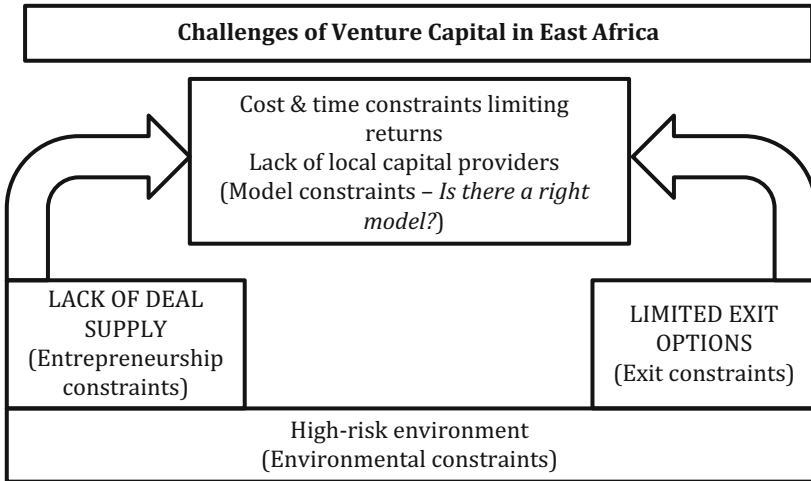 Challenges of Venture Capital in East Africa
Cost & time constraints limiting
returns
Lack of local capital providers
(Model constraints – Is there a right
model?)
LACK OF DEAL
SUPPLY
(Entrepreneurship
constraints)
LIMITED EXIT
OPTIONS
(Exit constraints)
High-risk environment
(Environmental constraints)